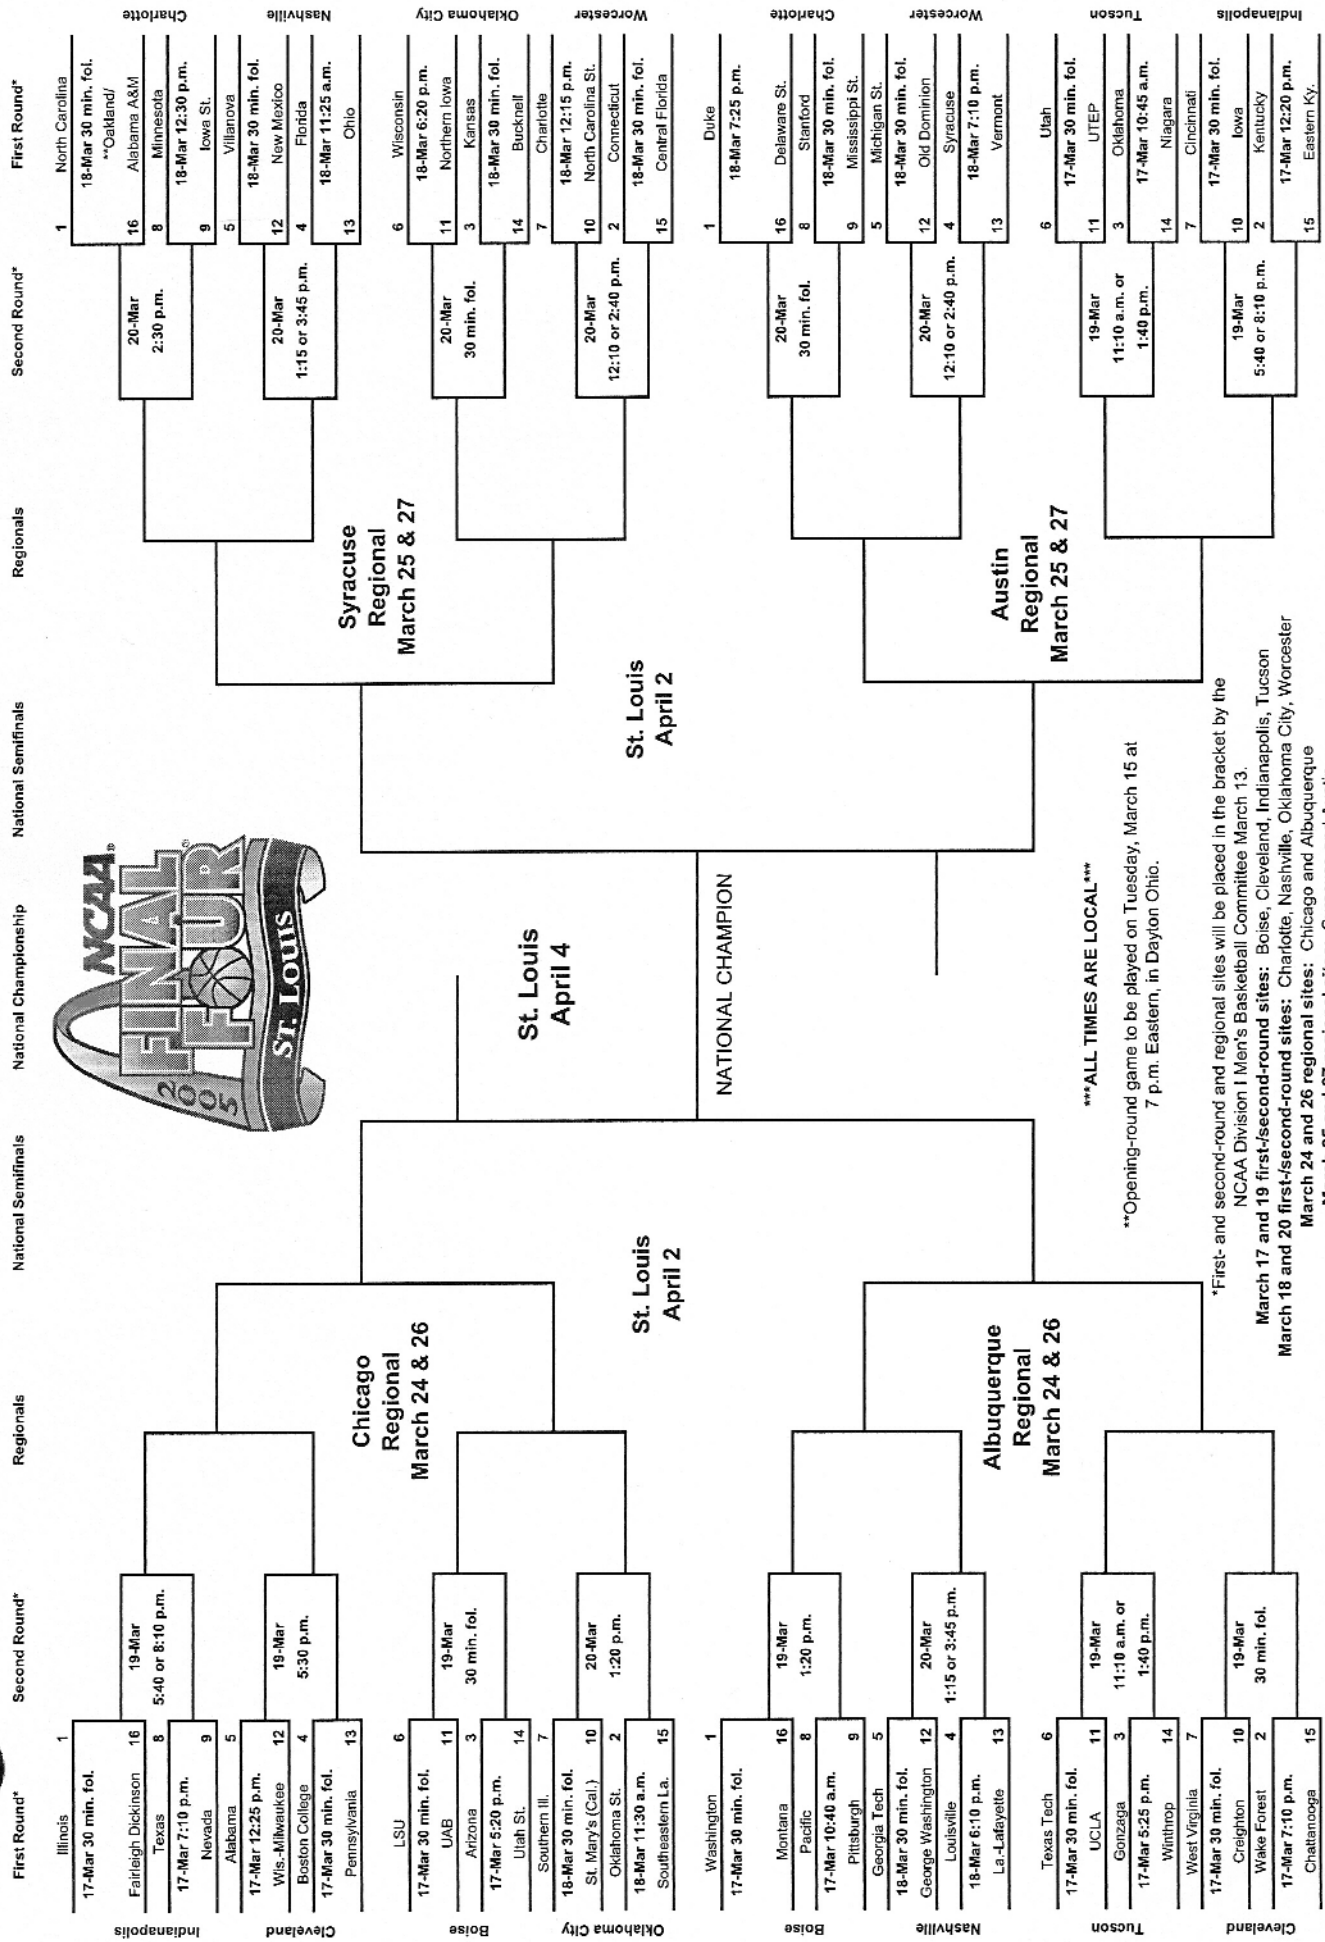 First Round*
Second Round*
Regionals
National Semifinals
National Championship
National Semifinals
Regionals
Second Round*
First Round*
NCAA
FINAL
FOUR
2005
ST. LOUIS
Indianapolis
Illinois 1
17-Mar 30 min. fol.
Fairleigh Dickinson 16
Texas 8
17-Mar 7:10 p.m.
Nevada 9
19-Mar
5:40 or 8:10 p.m.
Cleveland
Alabama 5
17-Mar 12:25 p.m.
Wis.-Milwaukee 12
Boston College 4
17-Mar 30 min. fol.
Pennsylvania 13
19-Mar
5:30 p.m.
Chicago
Regional
March 24 & 26
Boise
LSU 6
17-Mar 30 min. fol.
UAB 11
Arizona 3
17-Mar 5:20 p.m.
Utah St. 14
19-Mar
30 min. fol.
Oklahoma City
Southern Ill. 7
18-Mar 30 min. fol.
St. Mary's (Cal.) 10
Oklahoma St. 2
18-Mar 11:30 a.m.
Southeastern La. 15
20-Mar
1:20 p.m.
St. Louis
April 2
Boise
Washington 1
17-Mar 30 min. fol.
Montana 16
Pacific 8
17-Mar 10:40 a.m.
Pittsburgh 9
19-Mar
1:20 p.m.
Nashville
Georgia Tech 5
18-Mar 30 min. fol.
George Washington 12
Louisville 4
18-Mar 6:10 p.m.
La.-Lafayette 13
20-Mar
1:15 or 3:45 p.m.
Albuquerque
Regional
March 24 & 26
Tucson
Texas Tech 6
17-Mar 30 min. fol.
UCLA 11
Gonzaga 3
17-Mar 5:25 p.m.
Winthrop 14
19-Mar
11:10 a.m. or
1:40 p.m.
Cleveland
West Virginia 7
17-Mar 30 min. fol.
Creighton 10
Wake Forest 2
17-Mar 7:10 p.m.
Chattanooga 15
19-Mar
30 min. fol.
St. Louis
April 4
NATIONAL CHAMPION
Charlotte
1 North Carolina
18-Mar 30 min. fol.
**Oakland/
16 Alabama A&M
8 Minnesota
18-Mar 12:30 p.m.
9 Iowa St.
20-Mar
2:30 p.m.
Nashville
5 Villanova
18-Mar 30 min. fol.
12 New Mexico
4 Florida
18-Mar 11:25 a.m.
13 Ohio
20-Mar
1:15 or 3:45 p.m.
Syracuse
Regional
March 25 & 27
Oklahoma City
6 Wisconsin
18-Mar 6:20 p.m.
11 Northern Iowa
3 Kansas
18-Mar 30 min. fol.
14 Bucknell
20-Mar
30 min. fol.
Worcester
7 Charlotte
18-Mar 12:15 p.m.
10 North Carolina St.
2 Connecticut
18-Mar 30 min. fol.
15 Central Florida
20-Mar
12:10 or 2:40 p.m.
St. Louis
April 2
Charlotte
1 Duke
18-Mar 7:25 p.m.
16 Delaware St.
8 Stanford
18-Mar 30 min. fol.
9 Mississippi St.
20-Mar
30 min. fol.
Worcester
5 Michigan St.
18-Mar 30 min. fol.
12 Old Dominion
4 Syracuse
18-Mar 7:10 p.m.
13 Vermont
20-Mar
12:10 or 2:40 p.m.
Austin
Regional
March 25 & 27
Tucson
6 Utah
17-Mar 30 min. fol.
11 UTEP
3 Oklahoma
17-Mar 10:45 a.m.
14 Niagara
19-Mar
11:10 a.m. or
1:40 p.m.
Indianapolis
7 Cincinnati
17-Mar 30 min. fol.
10 Iowa
2 Kentucky
17-Mar 12:20 p.m.
15 Eastern Ky.
19-Mar
5:40 or 8:10 p.m.
***ALL TIMES ARE LOCAL***
**Opening-round game to be played on Tuesday, March 15 at
7 p.m. Eastern, in Dayton Ohio.
*First- and second-round and regional sites will be placed in the bracket by the
NCAA Division I Men's Basketball Committee March 13.
March 17 and 19 first-/second-round sites: Boise, Cleveland, Indianapolis, Tucson
March 18 and 20 first-/second-round sites: Charlotte, Nashville, Oklahoma City, Worcester
March 24 and 26 regional sites: Chicago and Albuquerque